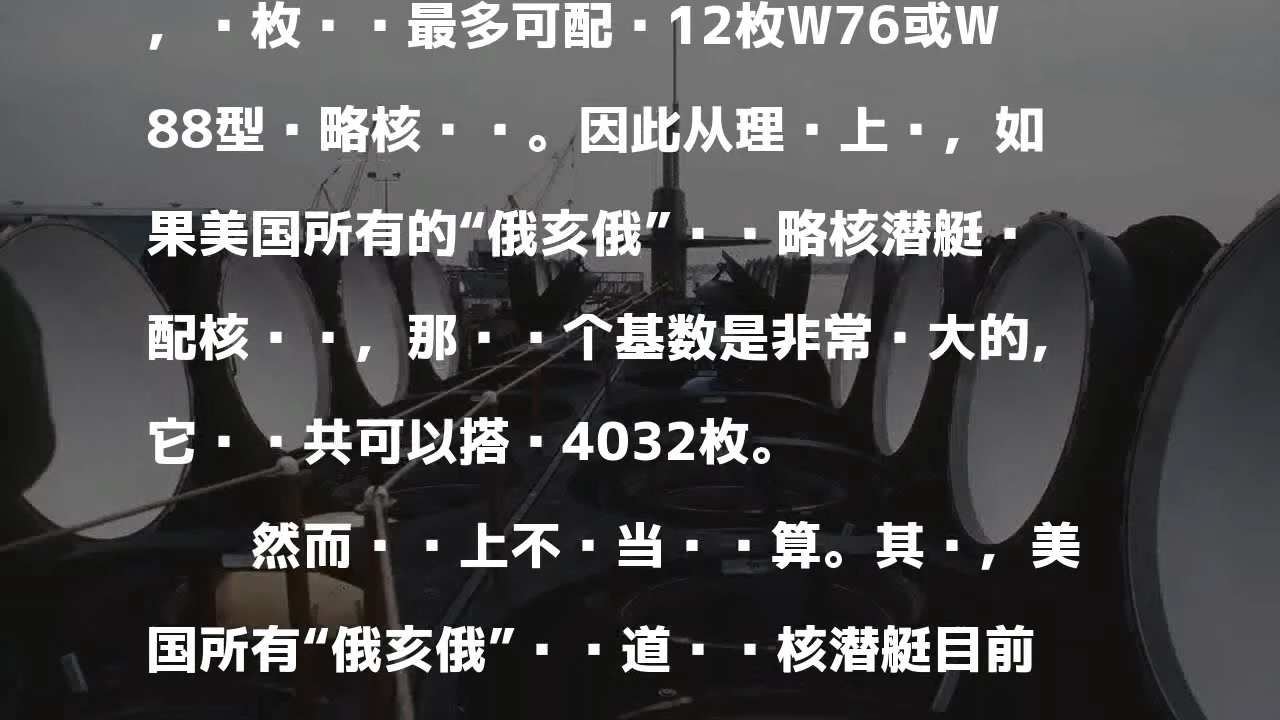 ，·枚··最多可配·12枚W76或W
88型·略核··。因此从理·上·，如
果美国所有的“俄亥俄”··略核潜艇·
配核··，那··个基数是非常·大的，
它··共可以搭·4032枚。
然而··上不·当··算。其·，美
国所有“俄亥俄”··道··核潜艇目前